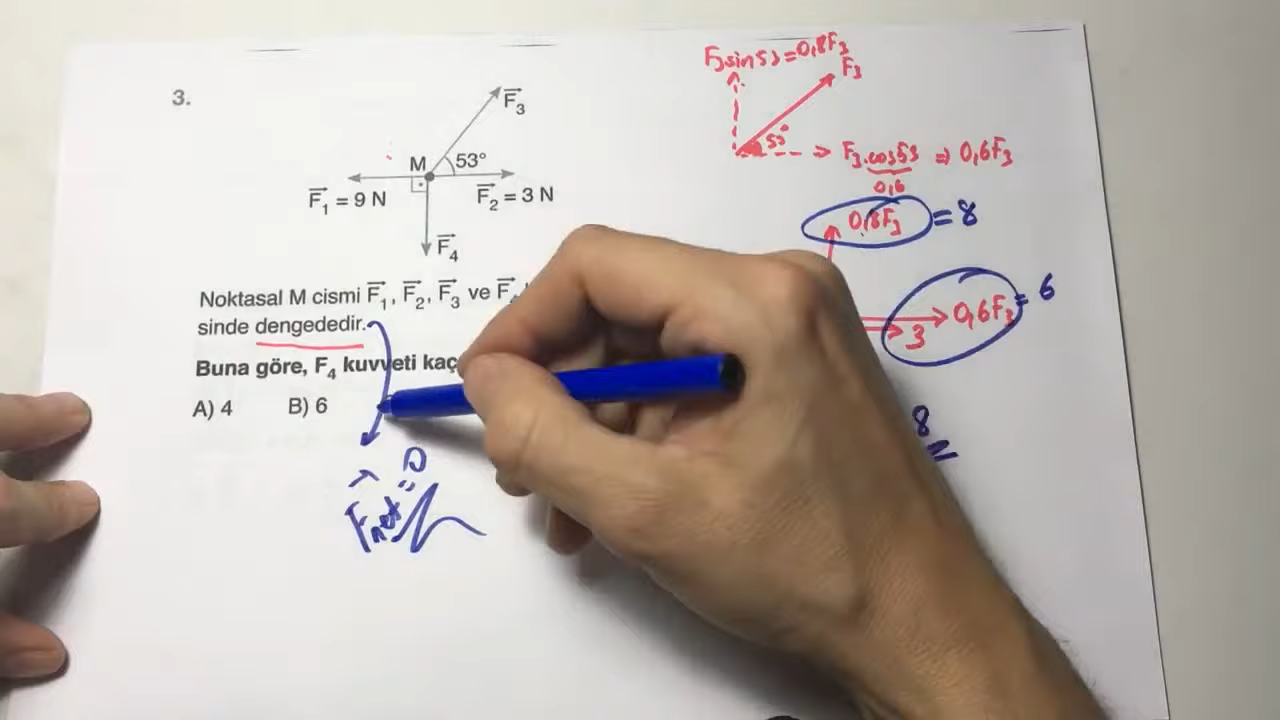 3.
F₃
M 53°
F₁ = 9 N F₂ = 3 N
F₄
Noktasal M cismi F₁, F₂, F₃ ve F
sinde dengededir.
Buna göre, F₄ kuvveti kaç
A) 4 B) 6
Fnet = 0
F₃sin53=0,8F₃
F₃
53°
F₃.cos53 ⇒ 0,6F₃
0,6
0,8F₃ = 8
0,6F₃ = 6
3
8
N